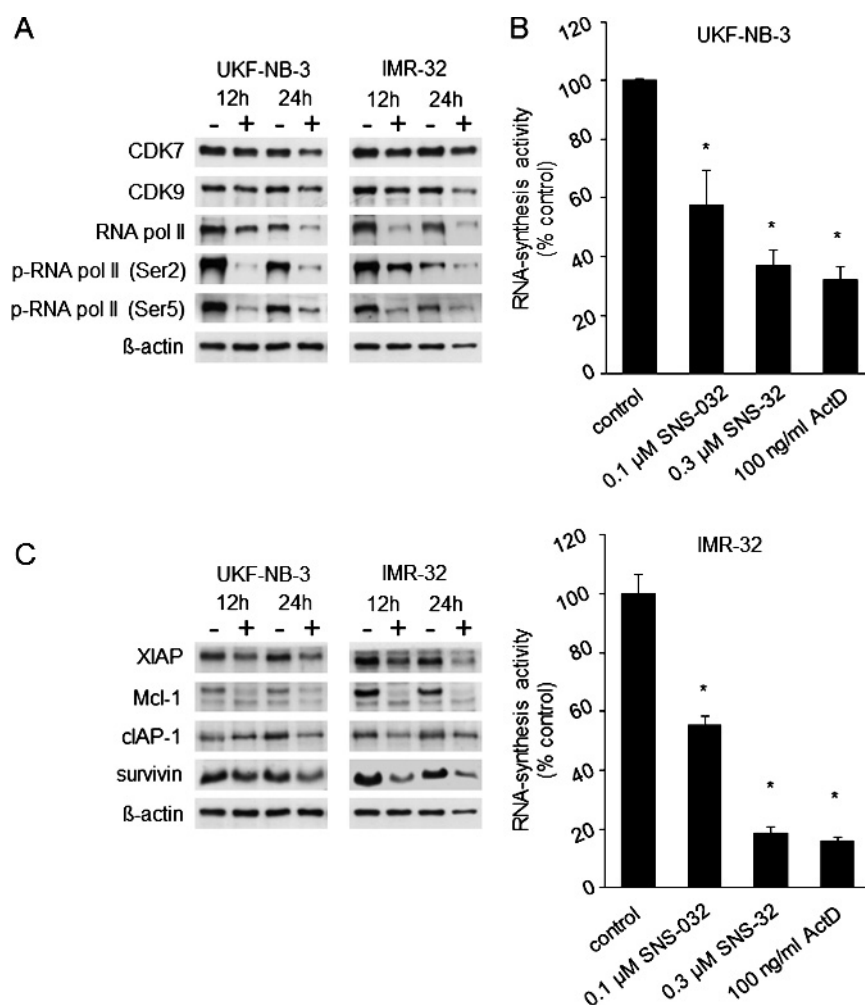 A
UKF-NB-3 IMR-32
12h 24h 12h 24h
- + - + - + - +
CDK7
CDK9
RNA pol II
p-RNA pol II (Ser2)
p-RNA pol II (Ser5)
ß-actin
B
UKF-NB-3
RNA-synthesis activity
(% control)
120
100
80
60
40
20
0
*
*
*
control
0.1 µM SNS-032
0.3 µM SNS-32
100 ng/ml ActD
C
UKF-NB-3 IMR-32
12h 24h 12h 24h
- + - + - + - +
XIAP
Mcl-1
cIAP-1
survivin
ß-actin
IMR-32
RNA-synthesis activity
(% control)
120
100
80
60
40
20
0
*
*
*
control
0.1 µM SNS-032
0.3 µM SNS-32
100 ng/ml ActD